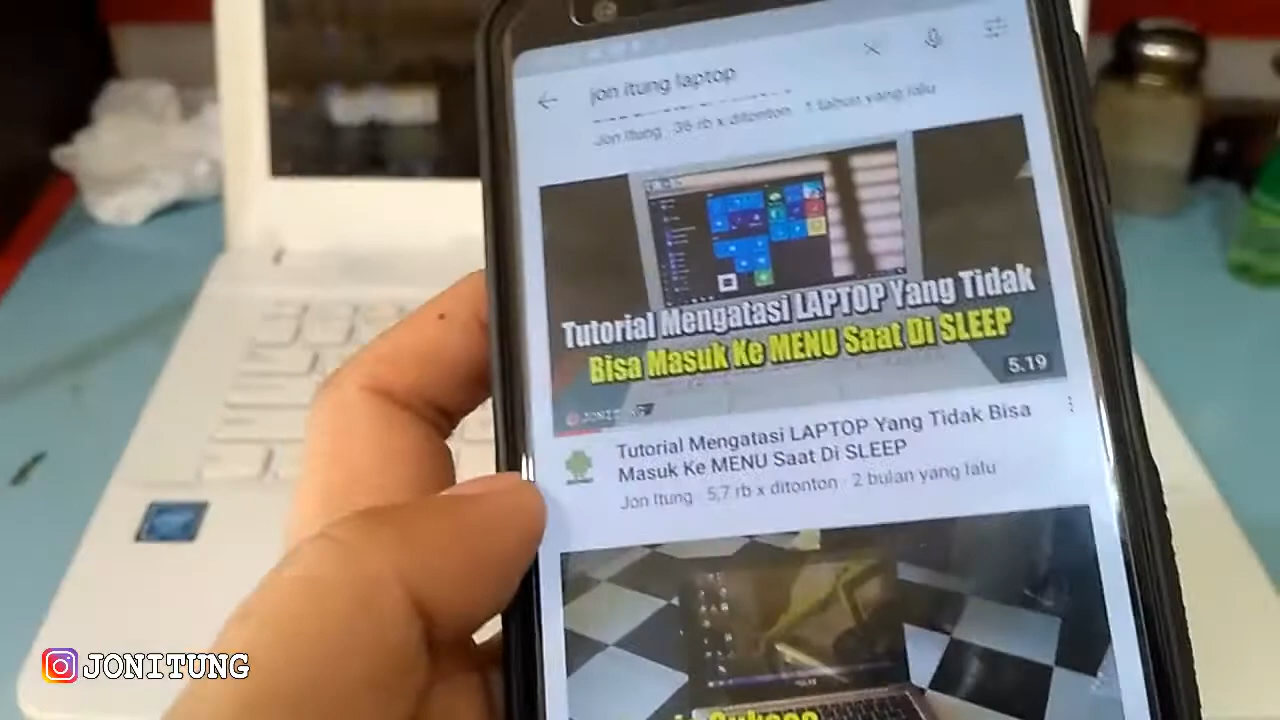 jon itung laptop
Jon Itung · 36 rb x ditonton · 1 tahun yang lalu
Tutorial Mengatasi LAPTOP Yang Tidak
Bisa Masuk Ke MENU Saat Di SLEEP
5.19
JONITUNG
Tutorial Mengatasi LAPTOP Yang Tidak Bisa
Masuk Ke MENU Saat Di SLEEP
Jon Itung · 5,7 rb x ditonton · 2 bulan yang lalu
Sukses
JONITUNG